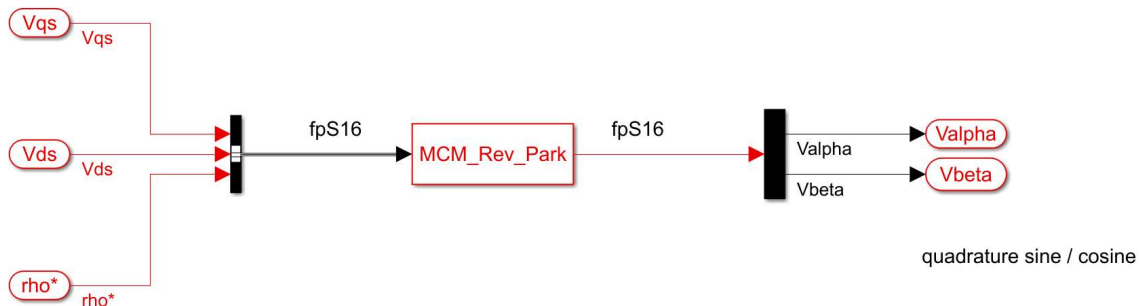 Vqs
Vqs
fpS16
fpS16
MCM_Rev_Park
Valpha
Valpha
Vds
Vds
Vbeta
Vbeta
quadrature sine / cosine
rho*
rho*